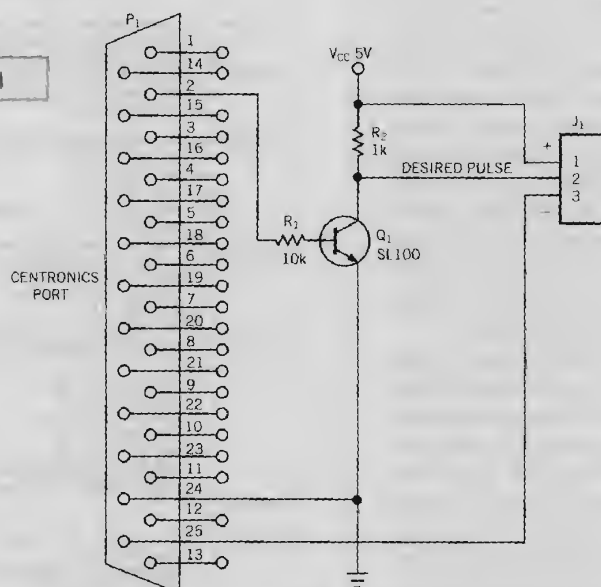 P₁
1
14
2
15
3
16
4
17
5
18
6
19
7
20
8
21
9
22
10
23
11
24
12
25
13
CENTRONICS
PORT
R₁
10k
V_CC 5V
R₂
1k
DESIRED PULSE
Q₁
SL100
J₁
+
1
2
3
−